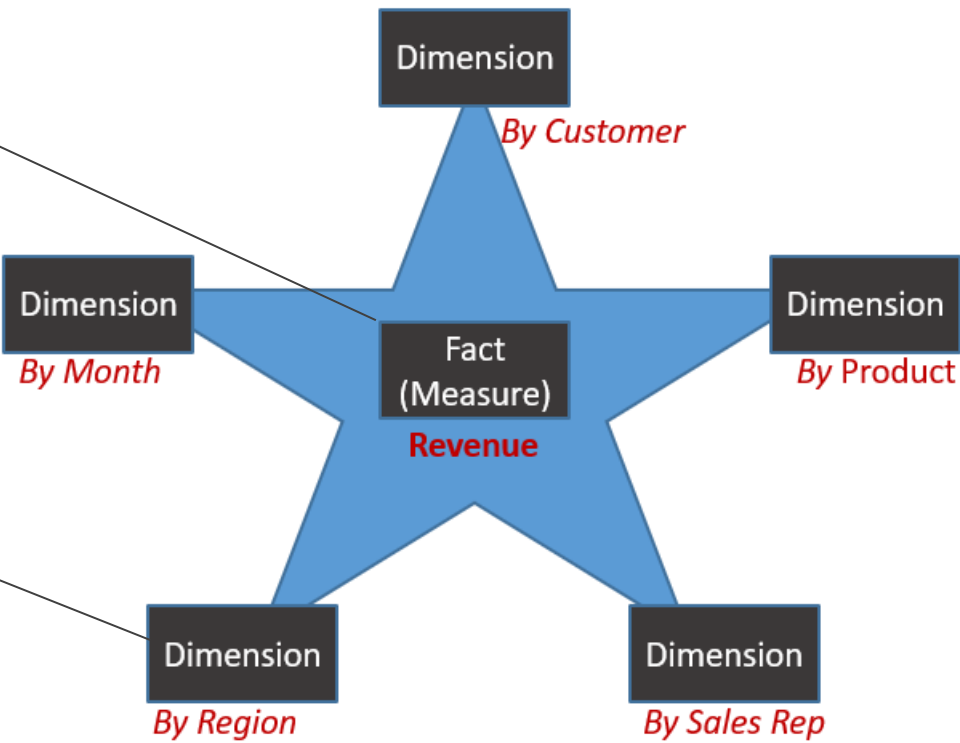 Dimension
By Customer
Dimension
By Month
Dimension
By Product
Fact
(Measure)
Revenue
Dimension
By Region
Dimension
By Sales Rep